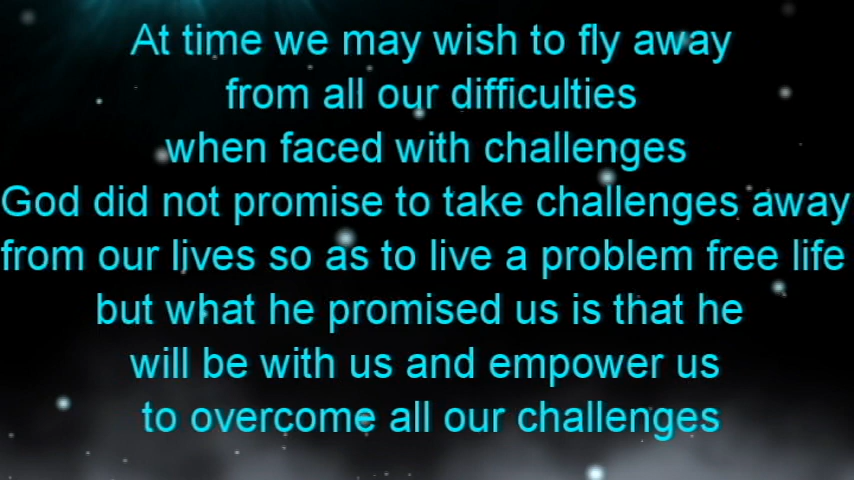 At time we may wish to fly away
from all our difficulties
when faced with challenges
God did not promise to take challenges away
from our lives so as to live a problem free life
but what he promised us is that he
will be with us and empower us
to overcome all our challenges